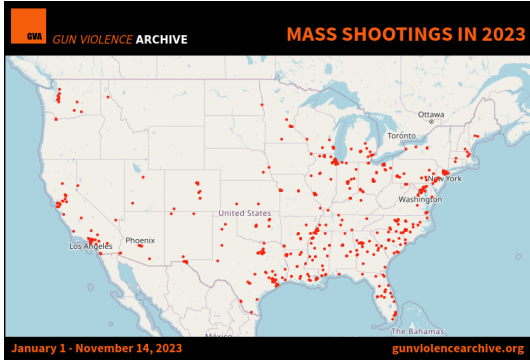 GVA
GUN VIOLENCE ARCHIVE
MASS SHOOTINGS IN 2023
Ottawa
Toronto
New York
Washington
United States
Phoenix
Los Angeles
México
The Bahamas
January 1 - November 14, 2023
gunviolencearchive.org